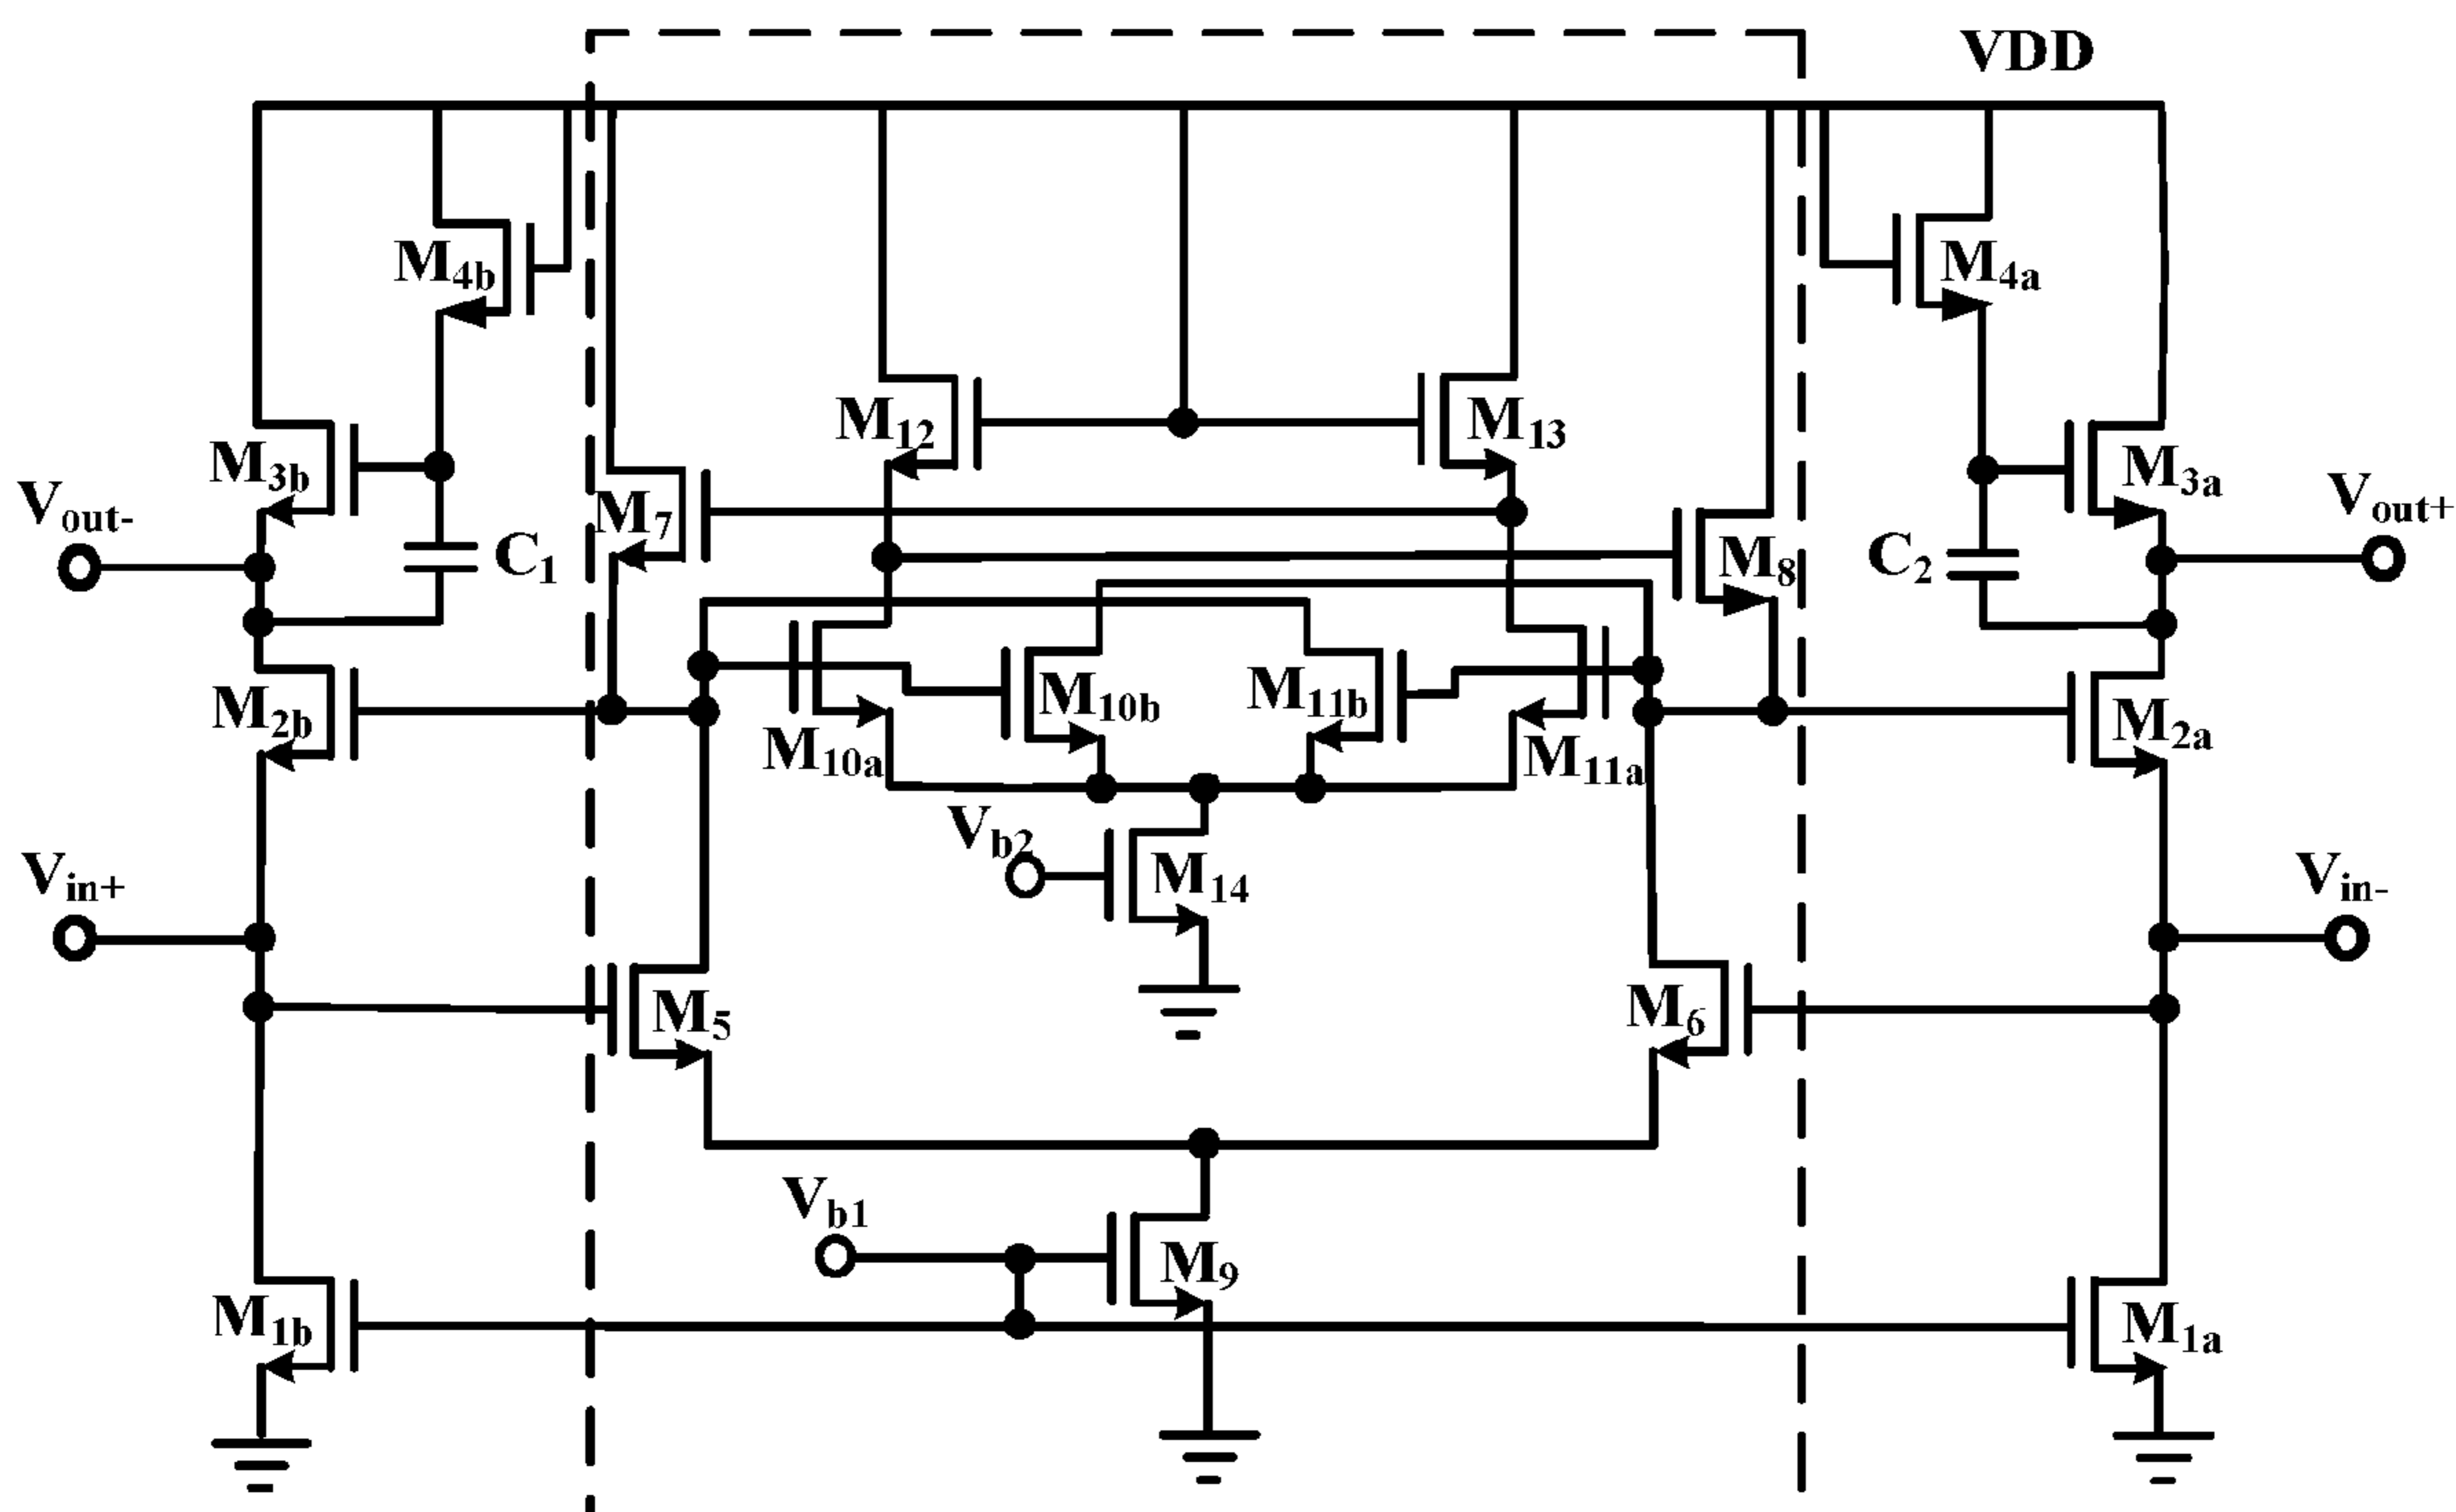 VDD
M4b
M4a
M12
M13
M3b
M3a
Vout-
M7
Vout+
C1
M8
C2
M2b
M10b
M11b
M2a
M10a
M11a
Vb2
M14
Vin+
Vin-
M5
M6
Vb1
M9
M1b
M1a